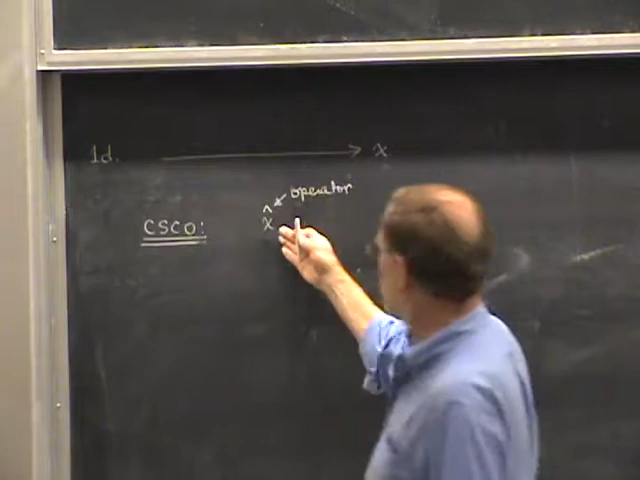 1d. x
operator
CSCO: x̂